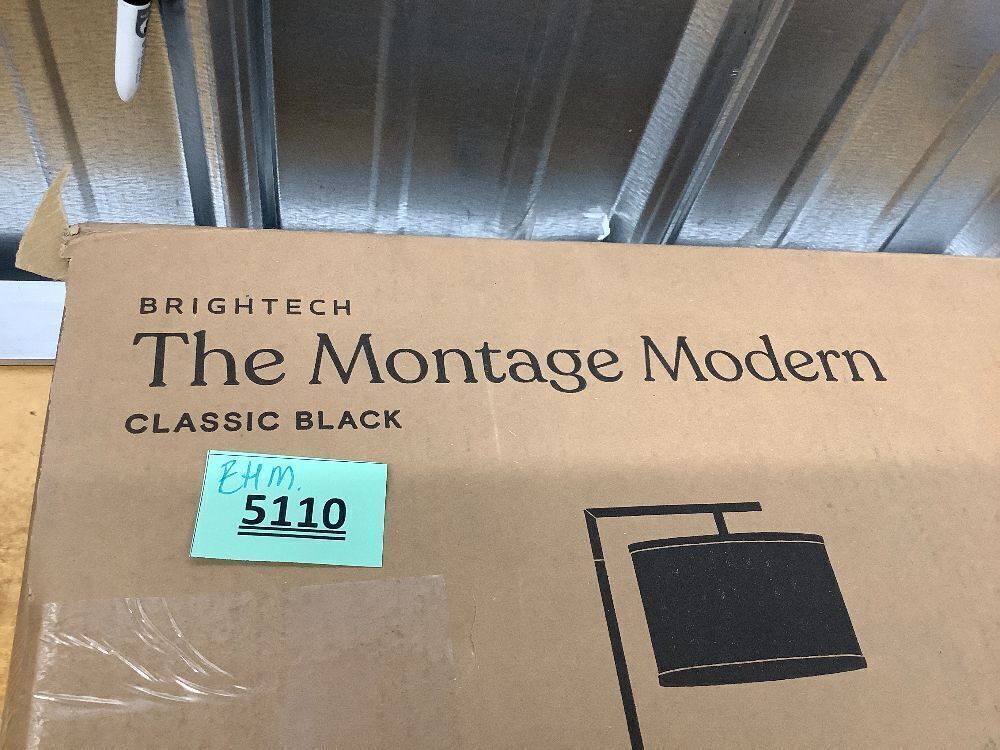 BRIGHTECH
The Montage Modern
CLASSIC BLACK
EHM.
5110